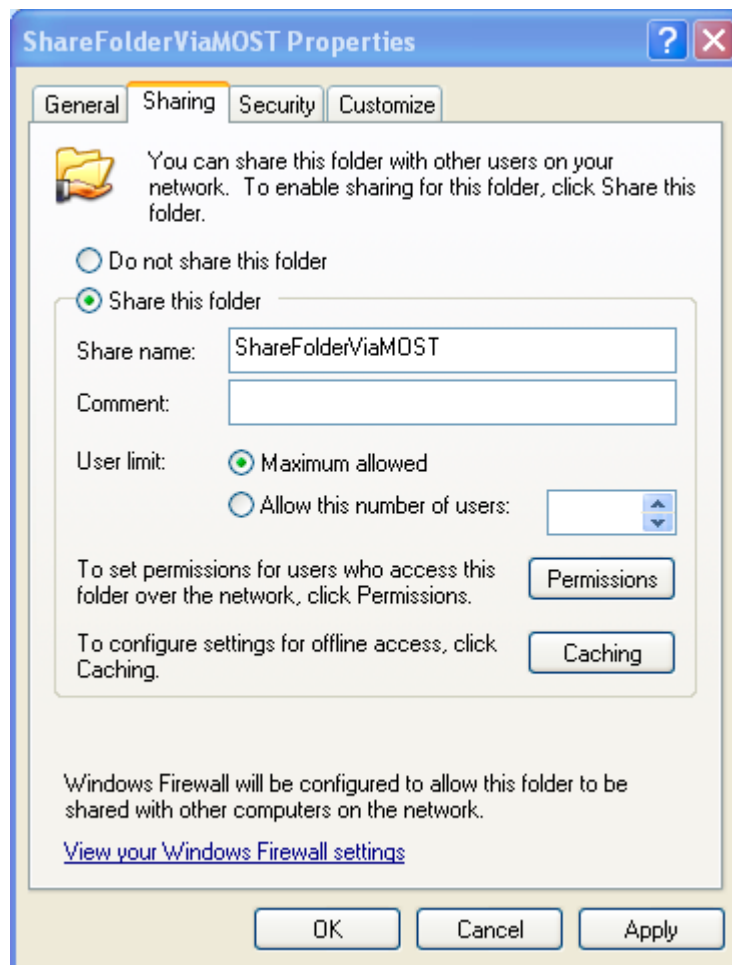 ShareFolderViaMOST Properties
General Sharing Security Customize
You can share this folder with other users on your
network. To enable sharing for this folder, click Share this
folder.
Do not share this folder
Share this folder
Share name: ShareFolderViaMOST
Comment:
User limit: Maximum allowed
Allow this number of users:
To set permissions for users who access this
folder over the network, click Permissions.
Permissions
To configure settings for offline access, click
Caching.
Caching
Windows Firewall will be configured to allow this folder to be
shared with other computers on the network.
View your Windows Firewall settings
OK Cancel Apply